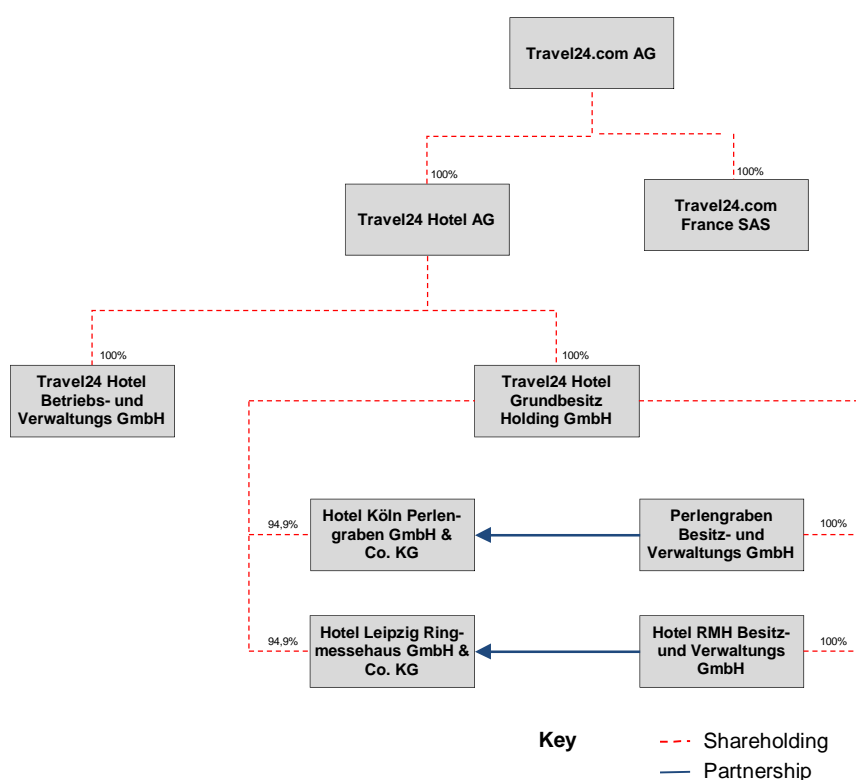 Travel24.com AG
100%
100%
Travel24 Hotel AG
Travel24.com
France SAS
100%
100%
Travel24 Hotel
Betriebs- und
Verwaltungs GmbH
Travel24 Hotel
Grundbesitz
Holding GmbH
94,9%
Hotel Köln Perlen-
graben GmbH &
Co. KG
Perlengraben
Besitz- und
Verwaltungs GmbH
100%
94,9%
Hotel Leipzig Ring-
messehaus GmbH &
Co. KG
Hotel RMH Besitz-
und Verwaltungs
GmbH
100%
Key
Shareholding
Partnership